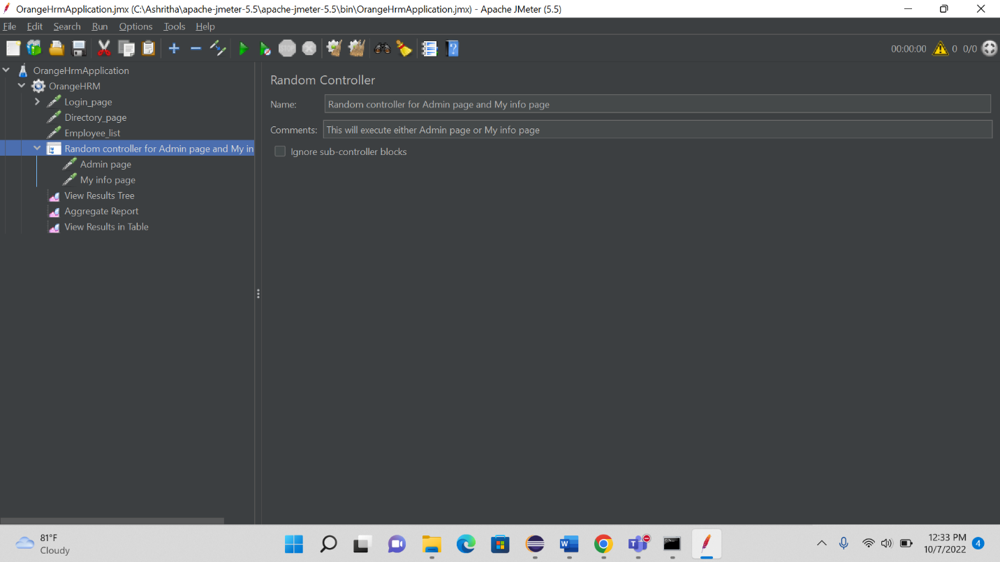 OrangeHrmApplication.jmx (C:\Ashritha\apache-jmeter-5.5\apache-jmeter-5.5\bin\OrangeHrmApplication.jmx) - Apache JMeter (5.5)
File Edit Search Run Options Tools Help
STOP
00:00:00 0 0/0
OrangeHrmApplication
OrangeHRM
Login_page
Directory_page
Employee_list
Random controller for Admin page and My in
Admin page
My info page
View Results Tree
Aggregate Report
View Results in Table
Random Controller
Name: Random controller for Admin page and My info page
Comments: This will execute either Admin page or My info page
Ignore sub-controller blocks
81°F
Cloudy
12:33 PM
10/7/2022
4